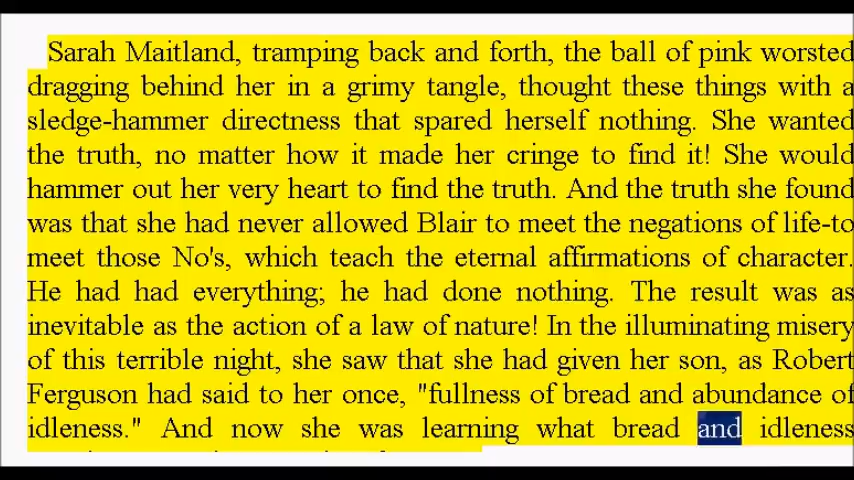 Sarah Maitland, tramping back and forth, the ball of pink worsted
dragging behind her in a grimy tangle, thought these things with a
sledge-hammer directness that spared herself nothing. She wanted
the truth, no matter how it made her cringe to find it! She would
hammer out her very heart to find the truth. And the truth she found
was that she had never allowed Blair to meet the negations of life-to
meet those No's, which teach the eternal affirmations of character.
He had had everything; he had done nothing. The result was as
inevitable as the action of a law of nature! In the illuminating misery
of this terrible night, she saw that she had given her son, as Robert
Ferguson had said to her once, "fullness of bread and abundance of
idleness." And now she was learning what bread and idleness